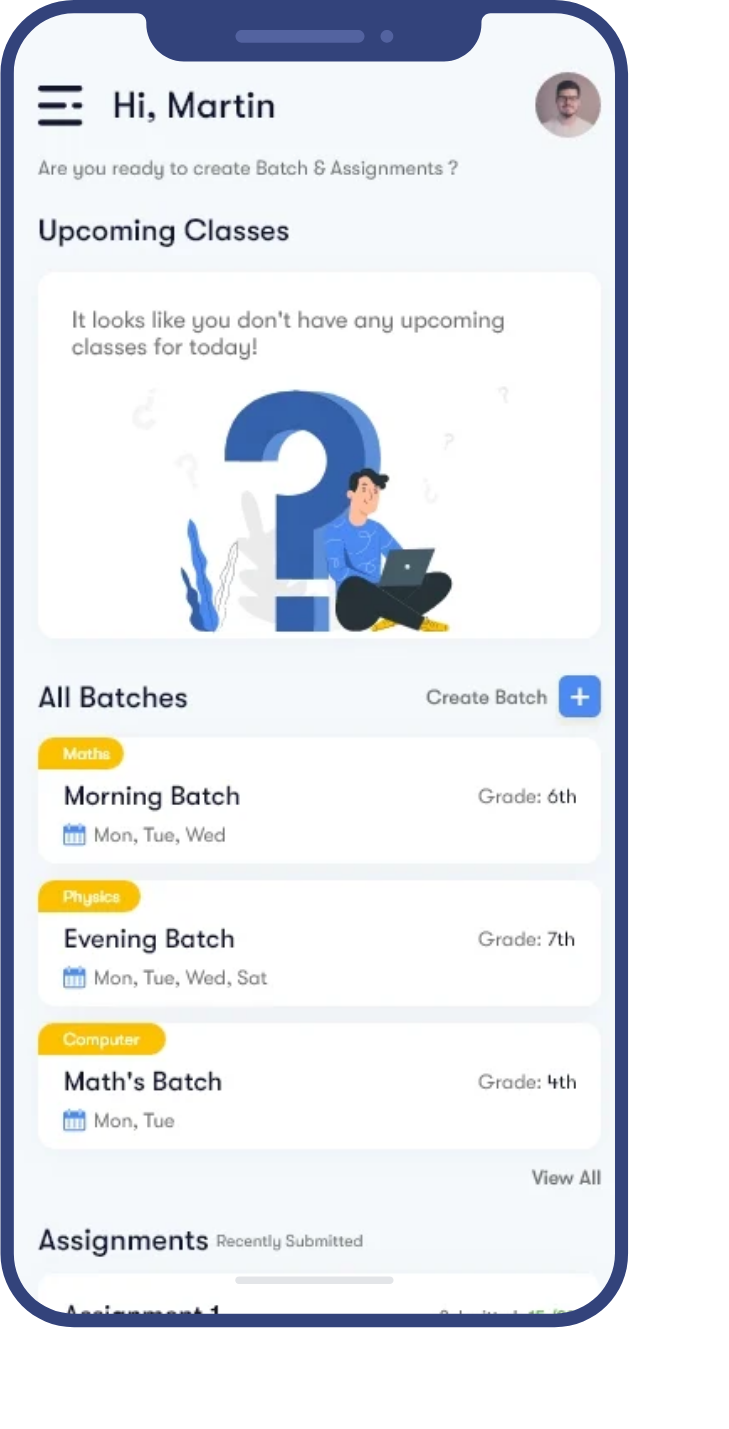 Hi, Martin
Are you ready to create Batch & Assignments ?
Upcoming Classes
It looks like you don't have any upcoming
classes for today!
All Batches
Create Batch
Maths
Morning Batch
Grade: 6th
Mon, Tue, Wed
Physics
Evening Batch
Grade: 7th
Mon, Tue, Wed, Sat
Computer
Math's Batch
Grade: 4th
Mon, Tue
View All
Assignments Recently Submitted
Assignment 1